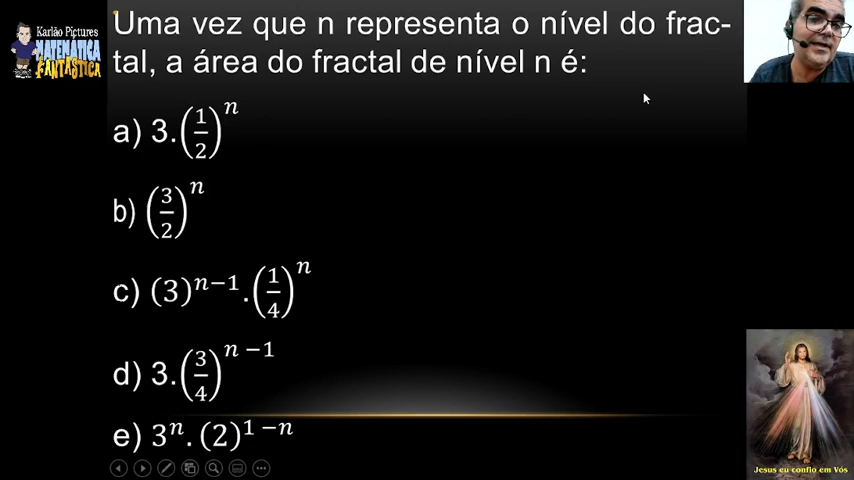 Karlão Pictures
MATEMÁTICA
FANTÁSTICA
Uma vez que n representa o nível do frac-
tal, a área do fractal de nível n é:
a) 3.(1/2)^n
b) (3/2)^n
c) (3)^{n−1}.(1/4)^n
d) 3.(3/4)^{n −1}
e) 3^n.(2)^{1 −n}
Jesus eu confio em Vós